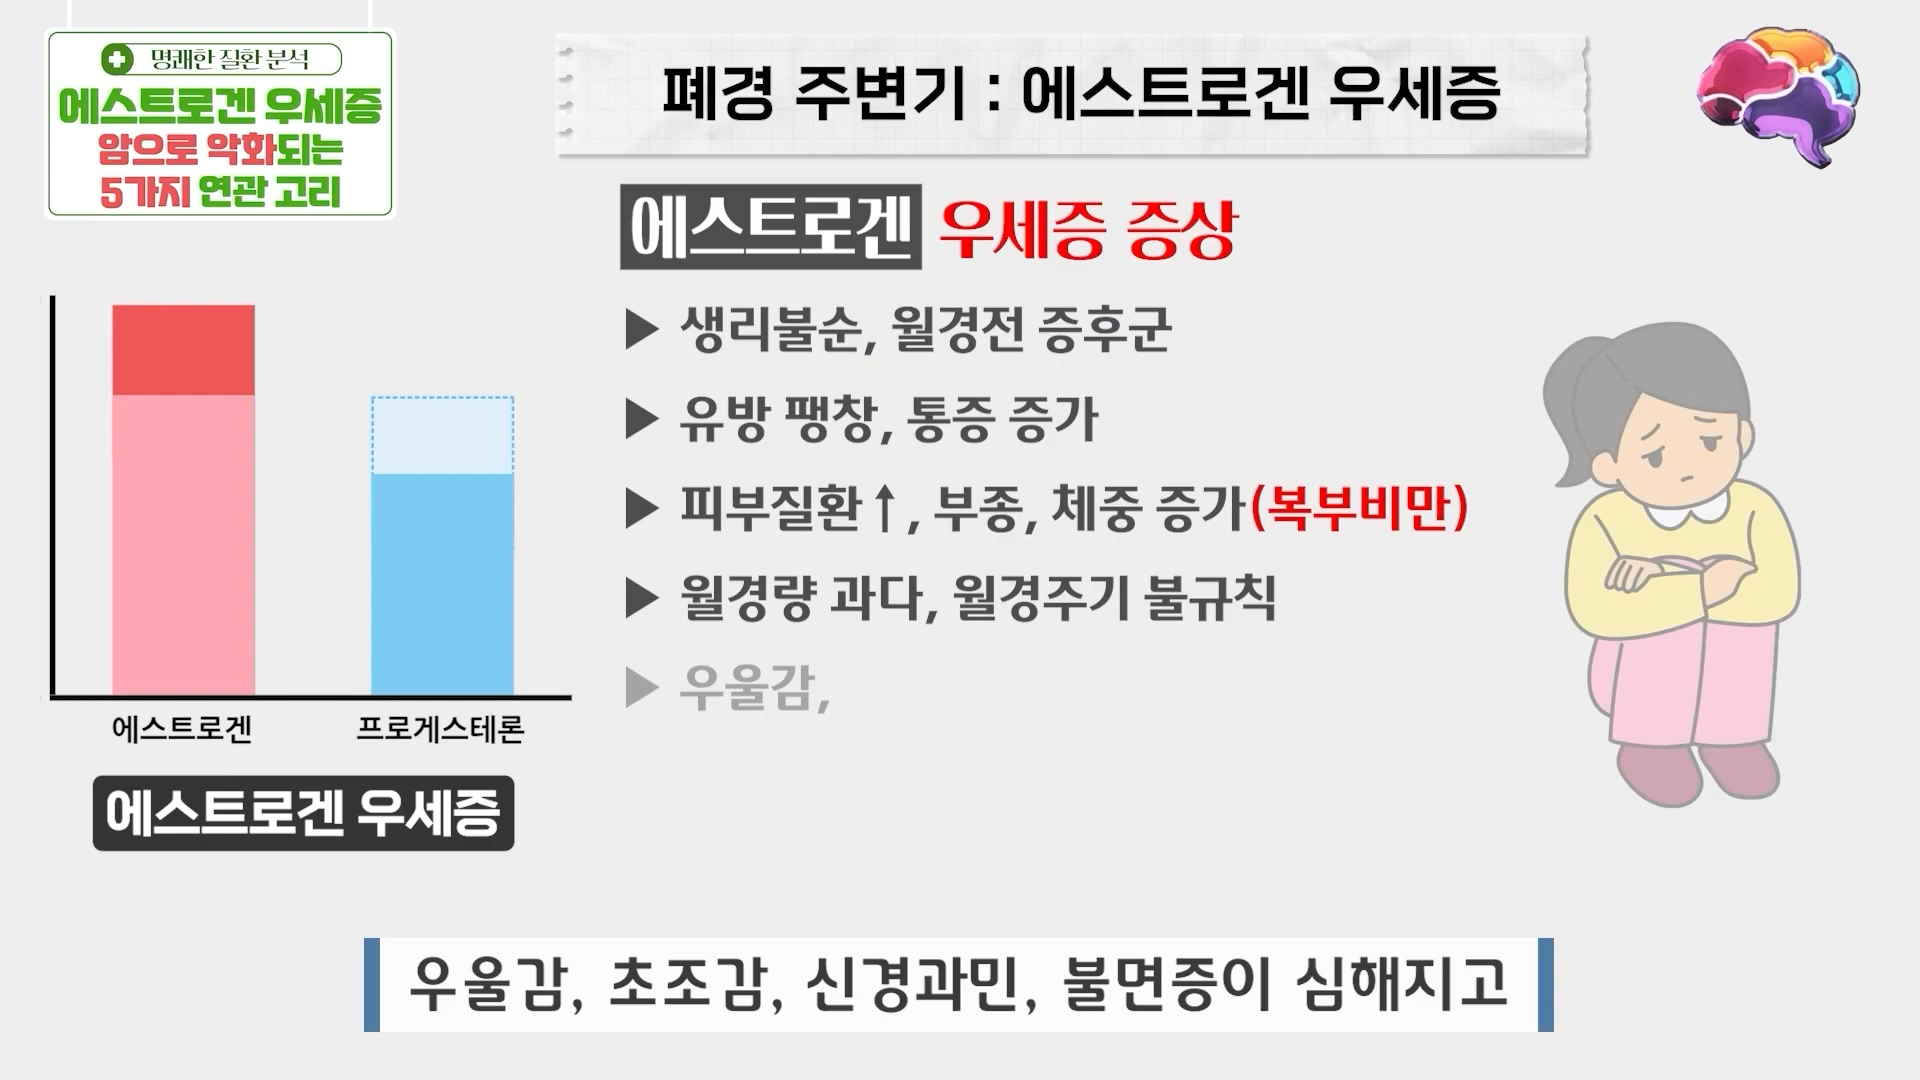 명쾌한 질환 분석
에스트로겐 우세증
암으로 악화되는
5가지 연관 고리
폐경 주변기 : 에스트로겐 우세증
에스트로겐 우세증 증상
▶ 생리불순, 월경전 증후군
▶ 유방 팽창, 통증 증가
▶ 피부질환↑, 부종, 체중 증가(복부비만)
▶ 월경량 과다, 월경주기 불규칙
▶ 우울감,
에스트로겐
프로게스테론
에스트로겐 우세증
우울감, 초조감, 신경과민, 불면증이 심해지고